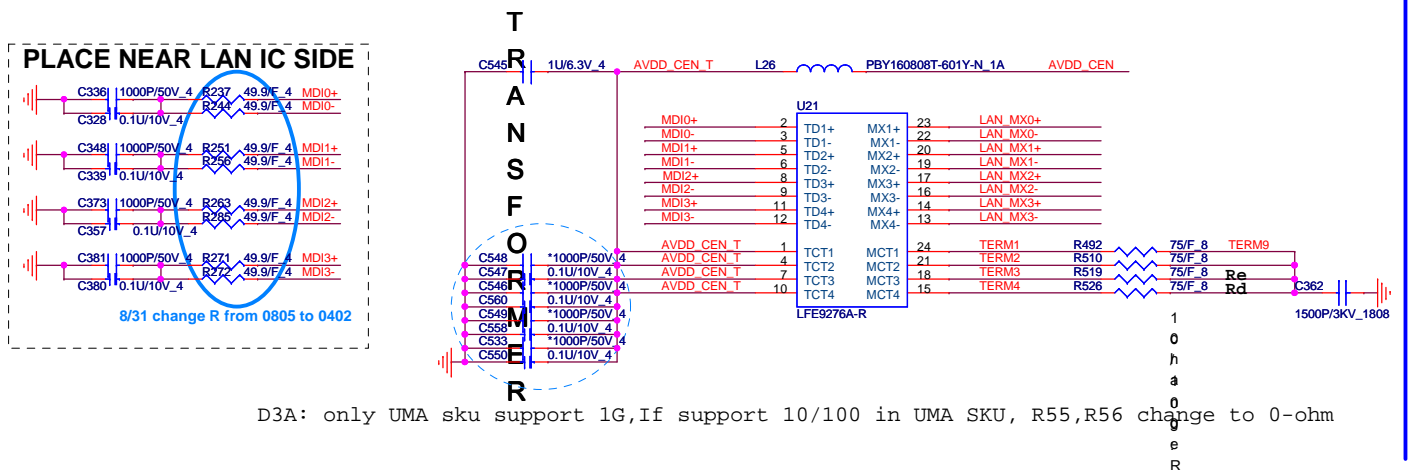 PLACE NEAR LAN IC SIDE
C336 1000P/50V_4 R237 49.9/F_4 MDI0+
C328 0.1U/10V_4 R244 49.9/F_4 MDI0-
C348 1000P/50V_4 R251 49.9/F_4 MDI1+
C339 0.1U/10V_4 R256 49.9/F_4 MDI1-
C373 1000P/50V_4 R263 49.9/F_4 MDI2+
C357 0.1U/10V_4 R285 49.9/F_4 MDI2-
C381 1000P/50V_4 R271 49.9/F_4 MDI3+
C380 0.1U/10V_4 R272 49.9/F_4 MDI3-
8/31 change R from 0805 to 0402
TRANSFORMER
C545 1U/6.3V_4 AVDD_CEN_T L26 PBY160808T-601Y-N_1A AVDD_CEN
U21
MDI0+ 2 TD1+ MX1+ 23 LAN_MX0+
MDI0- 3 TD1- MX1- 22 LAN_MX0-
MDI1+ 5 TD2+ MX2+ 20 LAN_MX1+
MDI1- 6 TD2- MX2- 19 LAN_MX1-
MDI2+ 8 TD3+ MX3+ 17 LAN_MX2+
MDI2- 9 TD3- MX3- 16 LAN_MX2-
MDI3+ 11 TD4+ MX4+ 14 LAN_MX3+
MDI3- 12 TD4- MX4- 13 LAN_MX3-
AVDD_CEN_T 1 TCT1 MCT1 24 TERM1 R492 75/F_8 TERM9
AVDD_CEN_T 4 TCT2 MCT2 21 TERM2 R510 75/F_8
AVDD_CEN_T 7 TCT3 MCT3 18 TERM3 R519 75/F_8 Re
AVDD_CEN_T 10 TCT4 MCT4 15 TERM4 R526 75/F_8 Rd
LFE9276A-R
C548 *1000P/50V_4
C547 0.1U/10V_4
C546 *1000P/50V_4
C560 0.1U/10V_4
C549 *1000P/50V_4
C558 0.1U/10V_4
C533 *1000P/50V_4
C550 0.1U/10V_4
C362
1500P/3KV_1808
D3A: only UMA sku support 1G,If support 10/100 in UMA SKU, R55,R56 change to 0-ohm